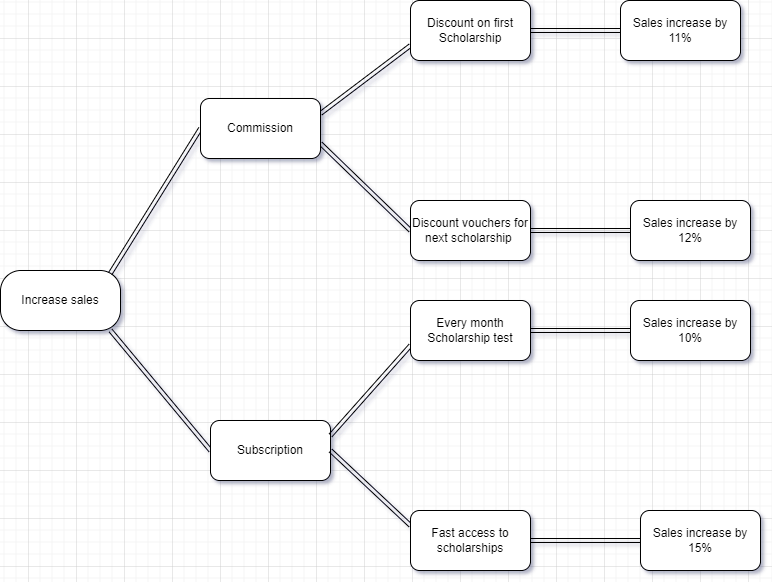 Discount on first
Scholarship
Sales increase by
11%
Commission
Discount vouchers for
next scholarship
Sales increase by
12%
Increase sales
Every month
Scholarship test
Sales increase by
10%
Subscription
Fast access to
scholarships
Sales increase by
15%